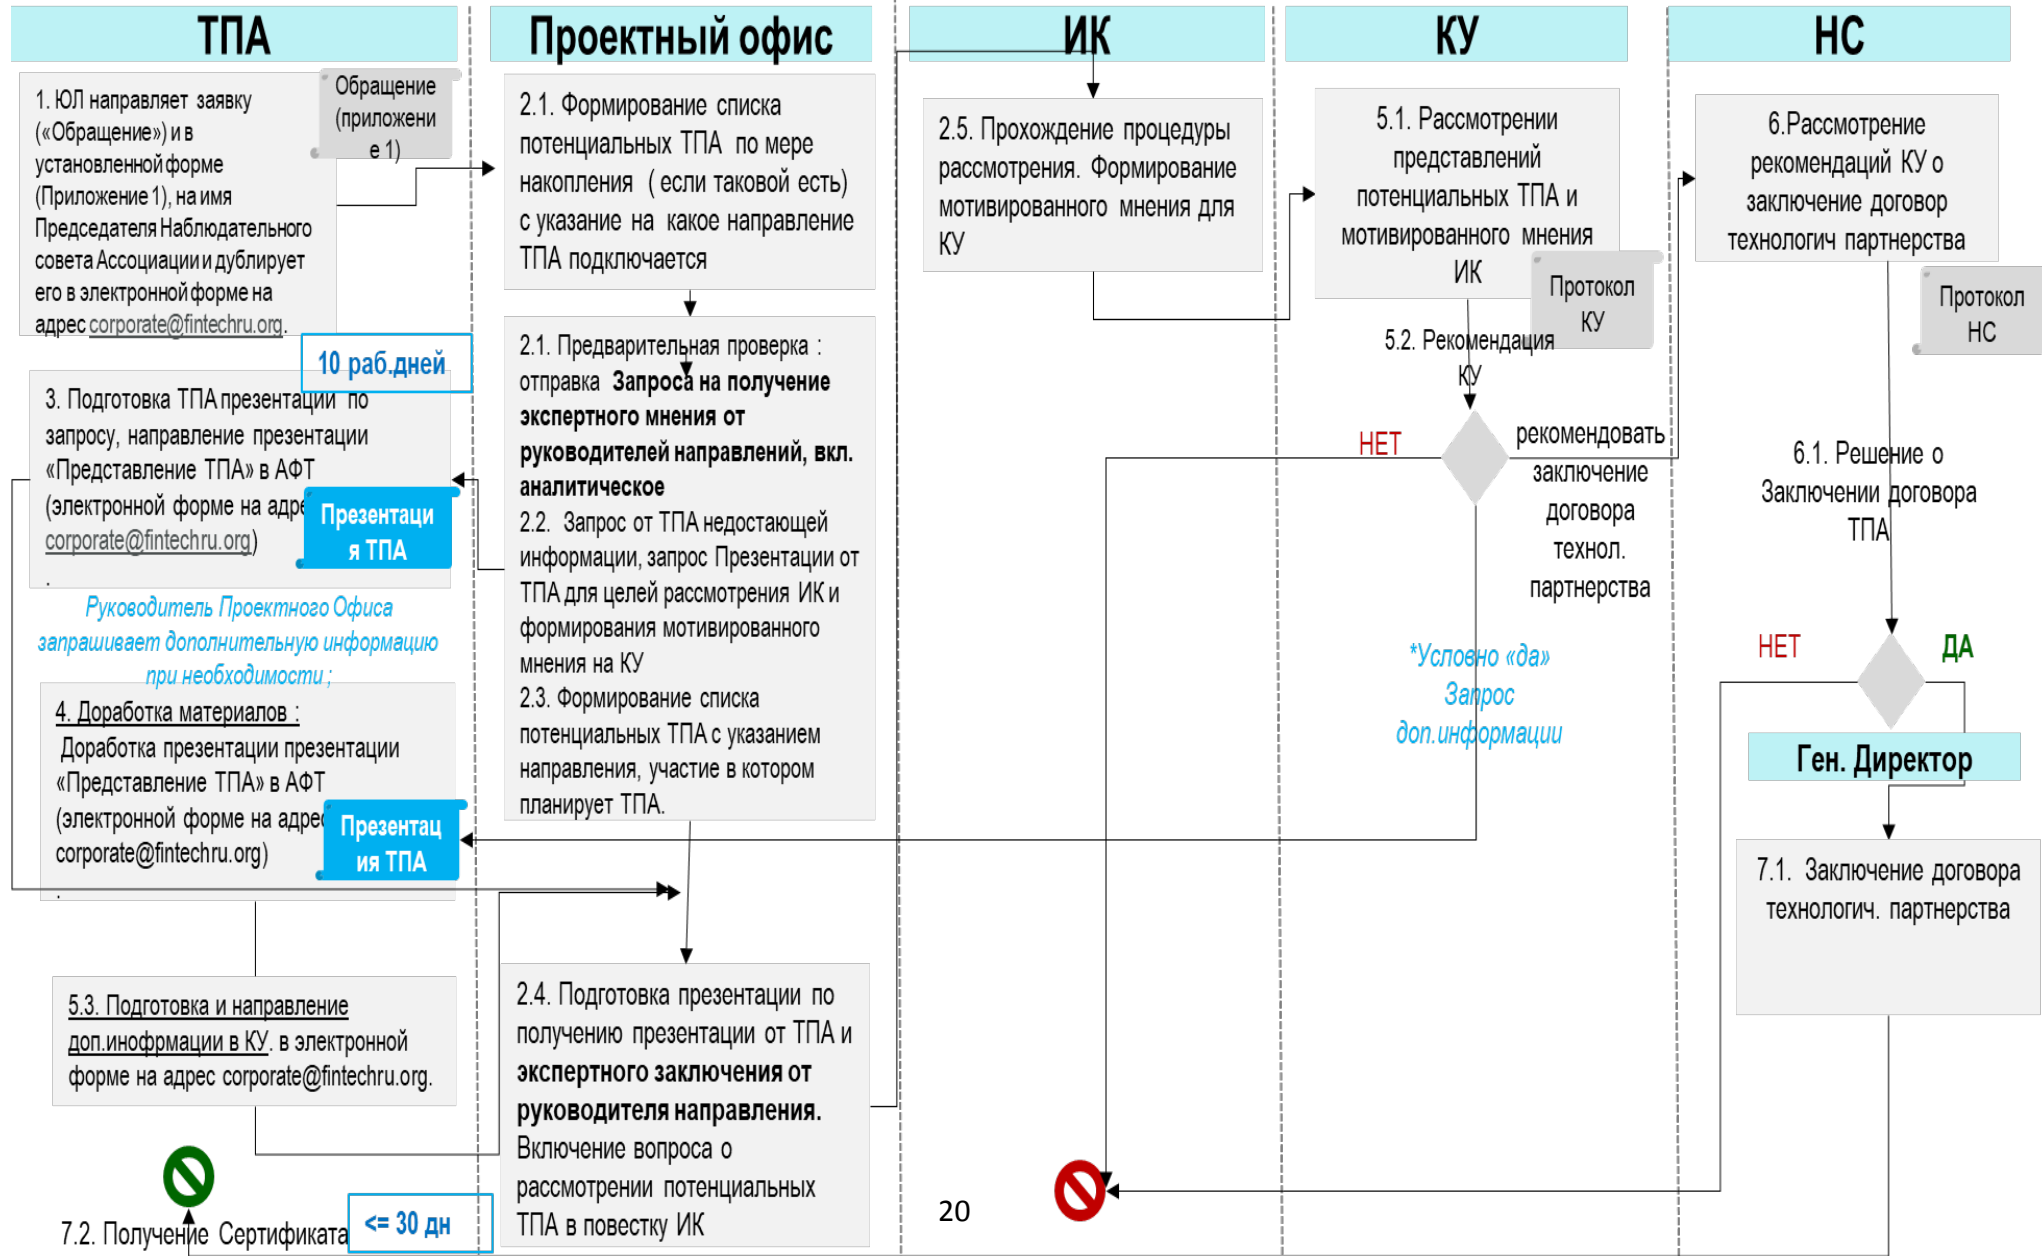 ТПА
Проектный офис
ИК
КУ
НС
1. ЮЛ направляет заявку
(«Обращение») и в
установленной форме
(Приложение 1), на имя
Председателя Наблюдательного
совета Ассоциации и дублирует
его в электронной форме на
адрес corporate@fintechru.org.
Обращение
(приложени
е 1)
10 раб.дней
3. Подготовка ТПА презентации по
запросу, направление презентации
«Представление ТПА» в АФТ
(электронной форме на адре
corporate@fintechru.org)
.
Презентаци
я ТПА
Руководитель Проектного Офиса
запрашивает дополнительную информацию
при необходимости ;
4. Доработка материалов :
Доработка презентации презентации
«Представление ТПА» в АФТ
(электронной форме на адрес
corporate@fintechru.org)
.
Презентац
ия ТПА
5.3. Подготовка и направление
доп.инофрмации в КУ. в электронной
форме на адрес corporate@fintechru.org.
7.2. Получение Сертификата
<= 30 дн
2.1. Формирование списка
потенциальных ТПА по мере
накопления ( если таковой есть)
с указание на какое направление
ТПА подключается
2.1. Предварительная проверка :
отправка Запроса на получение
экспертного мнения от
руководителей направлений, вкл.
аналитическое
2.2. Запрос от ТПА недостающей
информации, запрос Презентации от
ТПА для целей рассмотрения ИК и
формирования мотивированного
мнения на КУ
2.3. Формирование списка
потенциальных ТПА с указанием
направления, участие в котором
планирует ТПА.
2.4. Подготовка презентации по
получению презентации от ТПА и
экспертного заключения от
руководителя направления.
Включение вопроса о
рассмотрении потенциальных
ТПА в повестку ИК
2.5. Прохождение процедуры
рассмотрения. Формирование
мотивированного мнения для
КУ
20
5.1. Рассмотрении
представлений
потенциальных ТПА и
мотивированного мнения
ИК
Протокол
КУ
5.2. Рекомендация
КУ
НЕТ
рекомендовать
заключение
договора
технол.
партнерства
*Условно «да»
Запрос
доп.информации
6.Рассмотрение
рекомендаций КУ о
заключение договор
технологич партнерства
Протокол
НС
6.1. Решение о
Заключении договора
ТПА
НЕТ
ДА
Ген. Директор
7.1. Заключение договора
технологич. партнерства